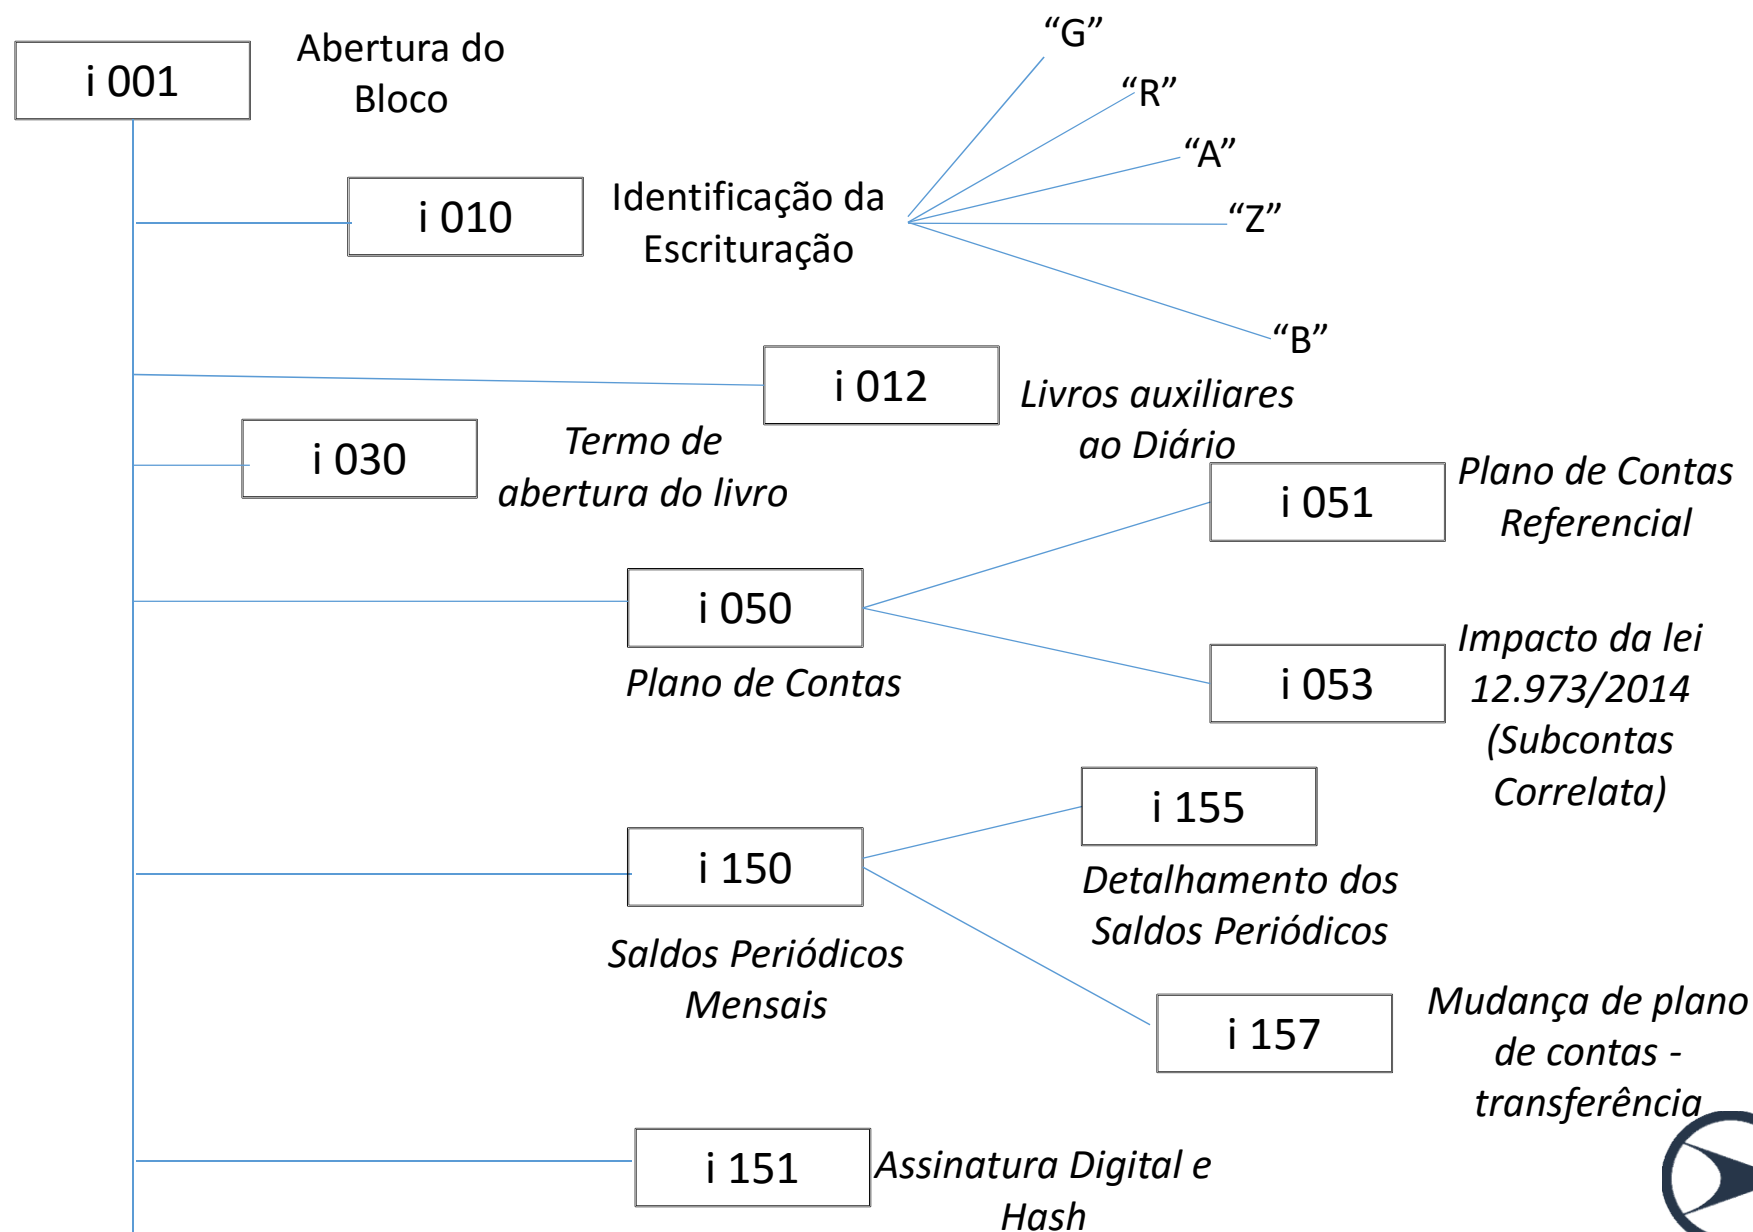 i 001
Abertura do
Bloco
“G”
“R”
“A”
“Z”
“B”
i 010
Identificação da
Escrituração
i 012
Livros auxiliares
ao Diário
i 030
Termo de
abertura do livro
i 051
Plano de Contas
Referencial
i 050
Plano de Contas
i 053
Impacto da lei
12.973/2014
(Subcontas
Correlata)
i 155
Detalhamento dos
Saldos Periódicos
i 150
Saldos Periódicos
Mensais
i 157
Mudança de plano
de contas -
transferência
i 151
Assinatura Digital e
Hash